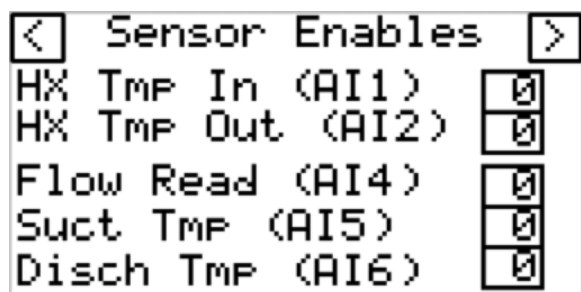 < Sensor Enables >
HX Tmp In (AI1) 0
HX Tmp Out (AI2) 0
Flow Read (AI4) 0
Suct Tmp (AI5) 0
Disch Tmp (AI6) 0